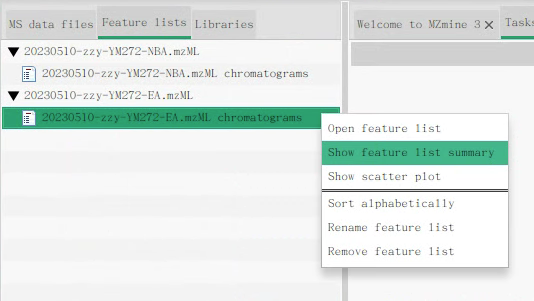 MS data files Feature lists Libraries
Welcome to MZmine 3 × Tasks
20230510-zzy-YM272-NBA.mzML
20230510-zzy-YM272-NBA.mzML chromatograms
20230510-zzy-YM272-EA.mzML
20230510-zzy-YM272-EA.mzML chromatograms
Open feature list
Show feature list summary
Show scatter plot
Sort alphabetically
Rename feature list
Remove feature list